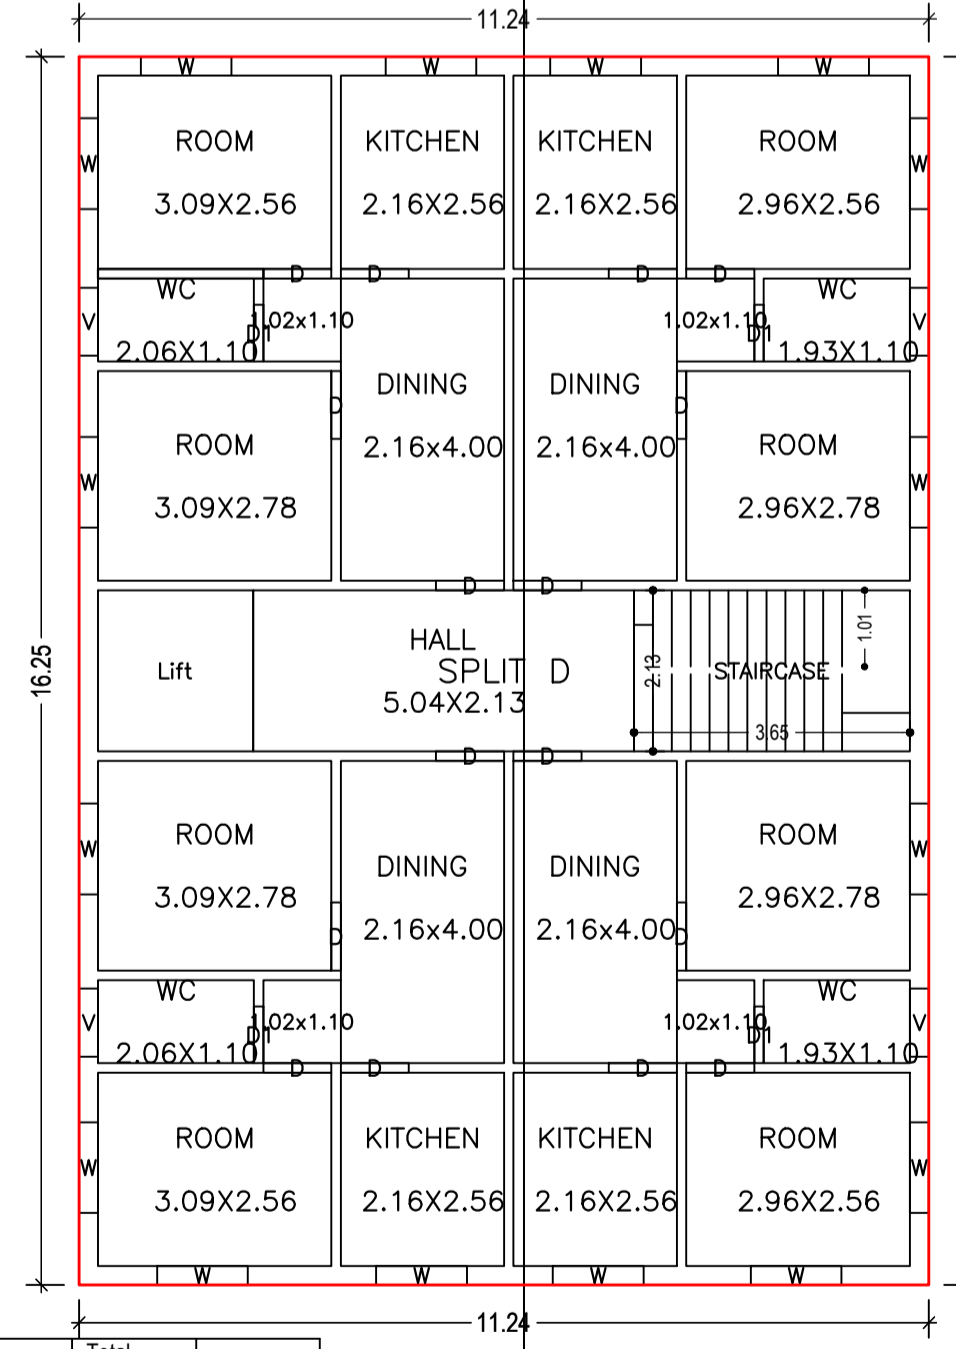 11.24
W W W W
ROOM KITCHEN KITCHEN ROOM
W W
3.09X2.56 2.16X2.56 2.16X2.56 2.96X2.56
D D D D
WC WC
V 1.02x1.10 1.02x1.10 V
D1 D1
2.06X1.10 1.93X1.10
DINING DINING
D D
ROOM 2.16x4.00 2.16x4.00 ROOM
W W
3.09X2.78 2.96X2.78
D D
HALL 1.01
Lift SPLIT D 2.13 STAIRCASE
16.25
5.04X2.13
3.65
D D
ROOM ROOM
W W
DINING DINING
3.09X2.78 2.96X2.78
2.16x4.00 2.16x4.00
D D
WC WC
V 1.02x1.10 1.02x1.10 V
D1 D1
2.06X1.10 1.93X1.10
D D D D
ROOM KITCHEN KITCHEN ROOM
W W
3.09X2.56 2.16X2.56 2.16X2.56 2.96X2.56
W W W W
11.24
Total